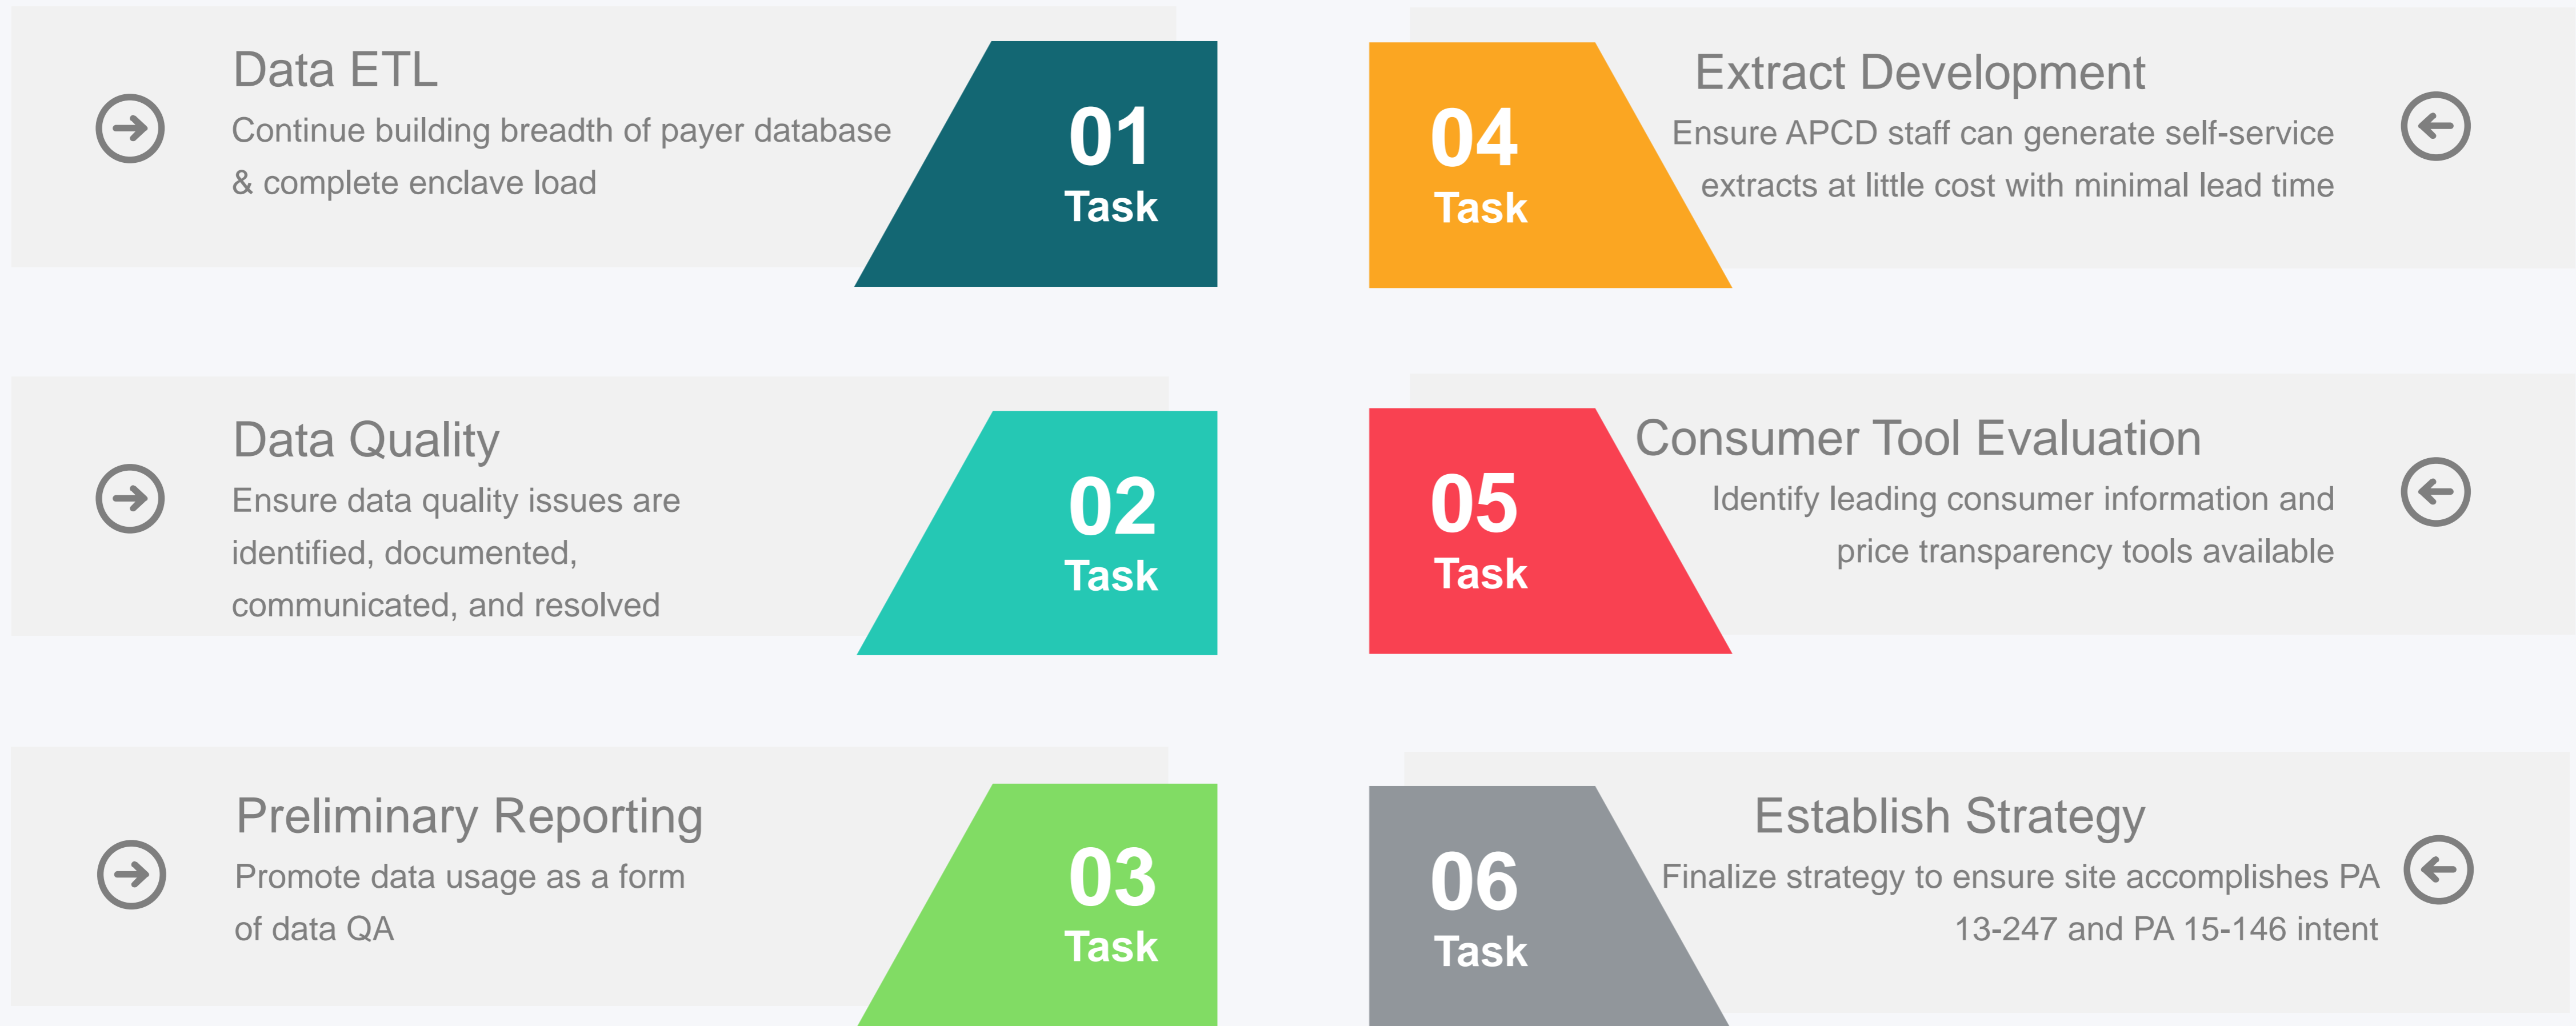 Data ETL
Continue building breadth of payer database
& complete enclave load
01
Task
Data Quality
Ensure data quality issues are
identified, documented,
communicated, and resolved
02
Task
Preliminary Reporting
Promote data usage as a form
of data QA
03
Task
04
Task
Extract Development
Ensure APCD staff can generate self-service
extracts at little cost with minimal lead time
05
Task
Consumer Tool Evaluation
Identify leading consumer information and
price transparency tools available
06
Task
Establish Strategy
Finalize strategy to ensure site accomplishes PA
13-247 and PA 15-146 intent